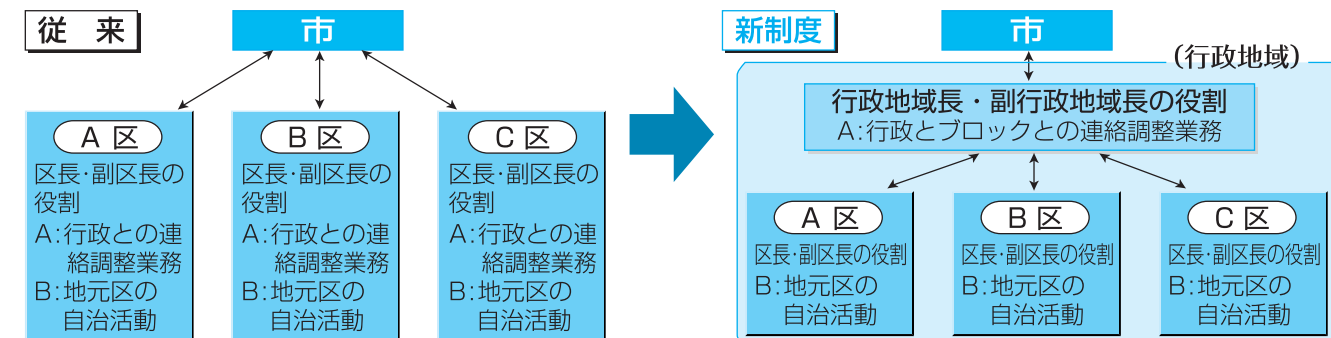 従 来
市
A 区
区長・副区長の
役割
A:行政との連
絡調整業務
B:地元区の
自治活動
B 区
区長・副区長の
役割
A:行政との連
絡調整業務
B:地元区の
自治活動
C 区
区長・副区長の
役割
A:行政との連
絡調整業務
B:地元区の
自治活動
新制度
市
(行政地域)
行政地域長・副行政地域長の役割
A:行政とブロックとの連絡調整業務
A 区
区長・副区長の役割
B:地元区の
自治活動
B 区
区長・副区長の役割
B:地元区の
自治活動
C 区
区長・副区長の役割
B:地元区の
自治活動